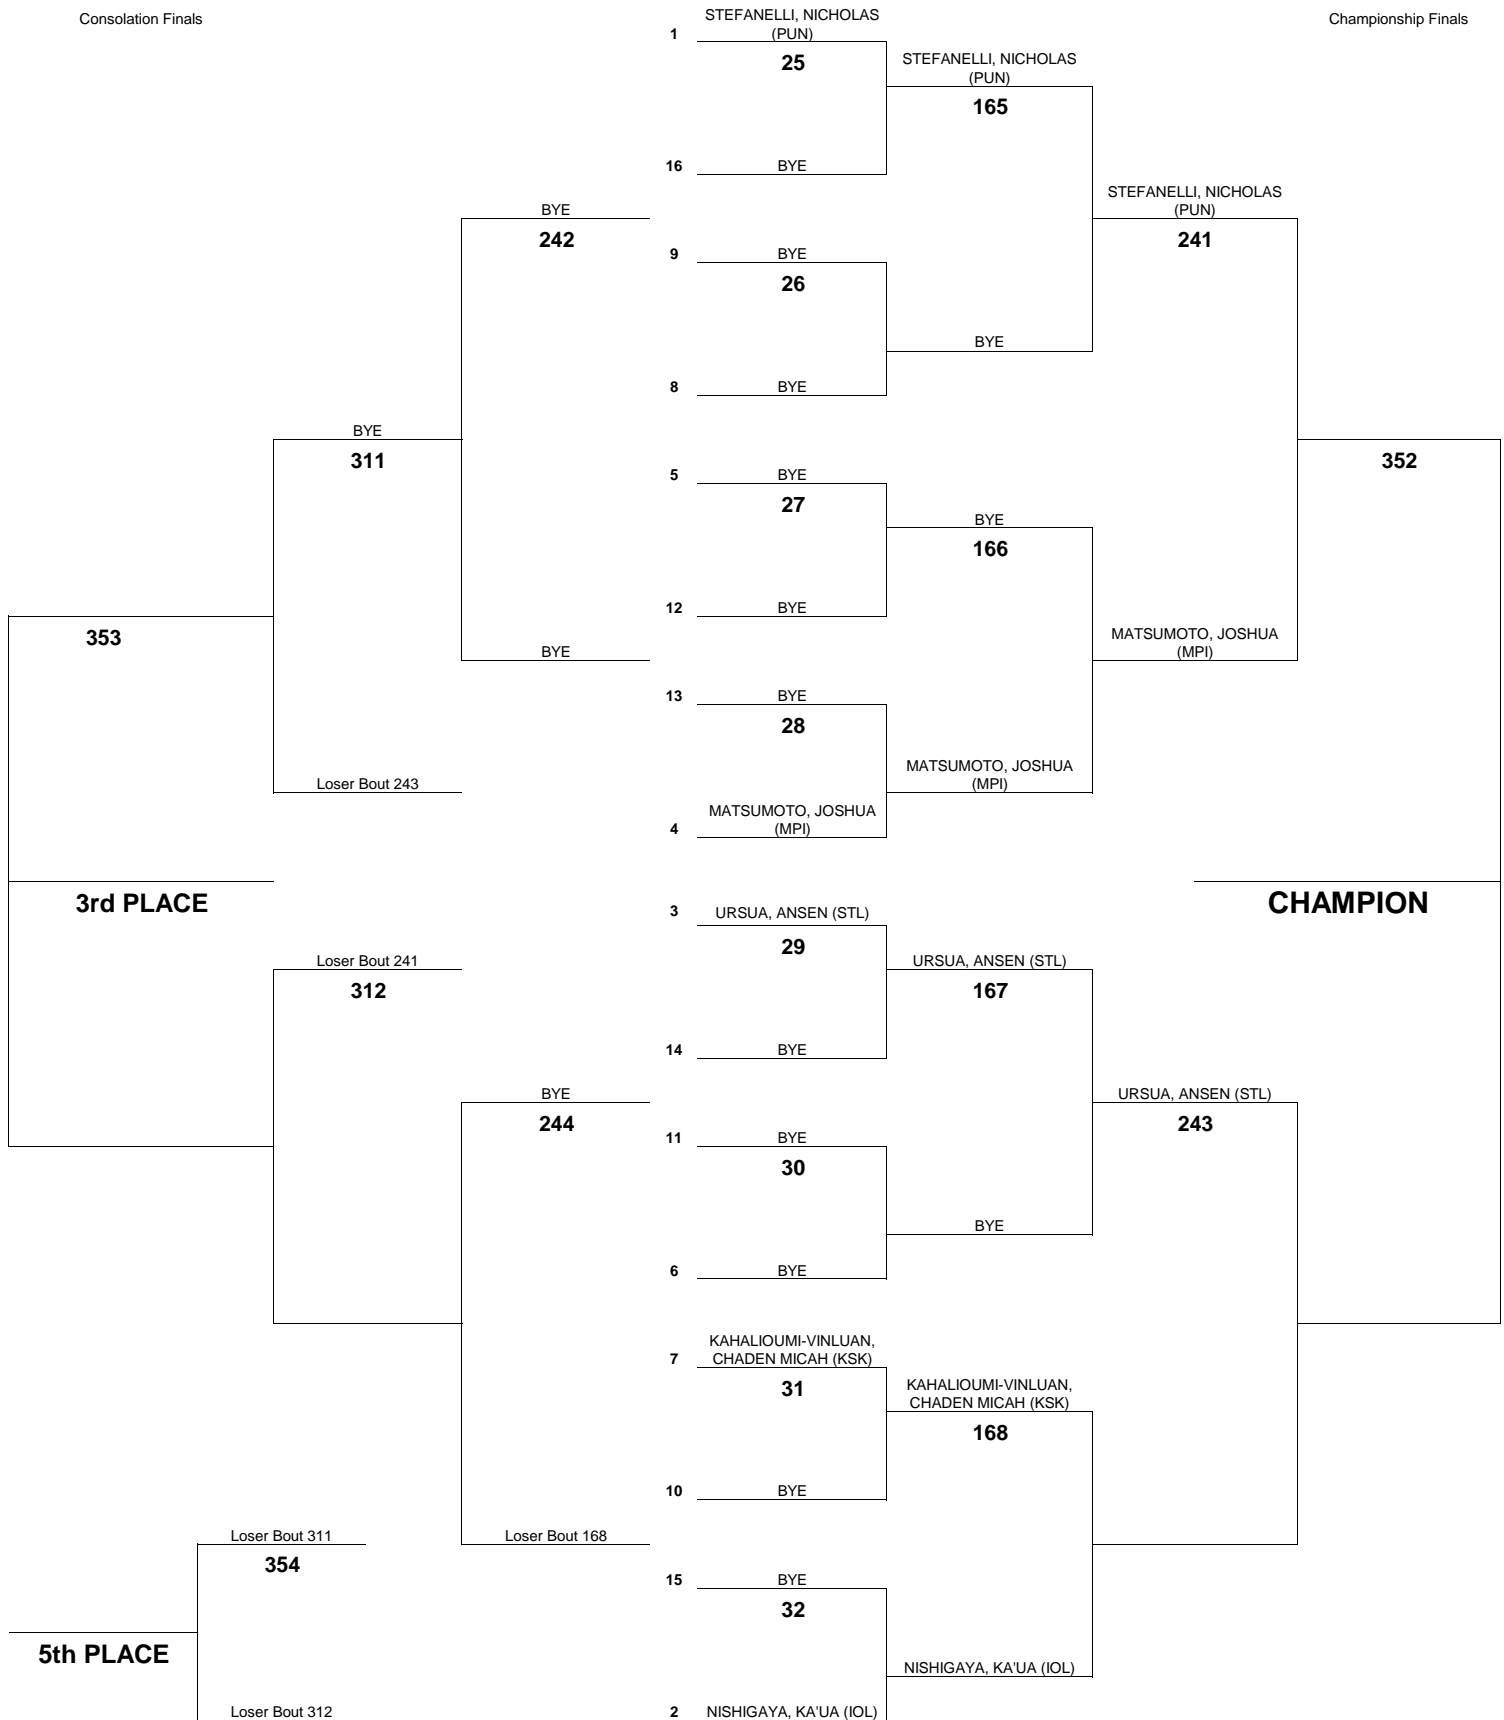 Consolation Finals
Championship Finals
STEFANELLI, NICHOLAS
(PUN)
1
25
STEFANELLI, NICHOLAS
(PUN)
165
16
BYE
STEFANELLI, NICHOLAS
(PUN)
241
BYE
242
9
BYE
26
BYE
8
BYE
BYE
311
352
5
BYE
27
BYE
166
12
BYE
353
MATSUMOTO, JOSHUA
(MPI)
BYE
13
BYE
28
MATSUMOTO, JOSHUA
(MPI)
Loser Bout 243
MATSUMOTO, JOSHUA
(MPI)
4
3rd PLACE
CHAMPION
3
URSUA, ANSEN (STL)
29
Loser Bout 241
312
URSUA, ANSEN (STL)
167
14
BYE
BYE
244
URSUA, ANSEN (STL)
243
11
BYE
30
BYE
6
BYE
KAHALIOUMI-VINLUAN,
CHADEN MICAH (KSK)
7
31
KAHALIOUMI-VINLUAN,
CHADEN MICAH (KSK)
168
10
BYE
Loser Bout 311
354
Loser Bout 168
15
BYE
32
5th PLACE
NISHIGAYA, KA'UA (IOL)
Loser Bout 312
2
NISHIGAYA, KA'UA (IOL)